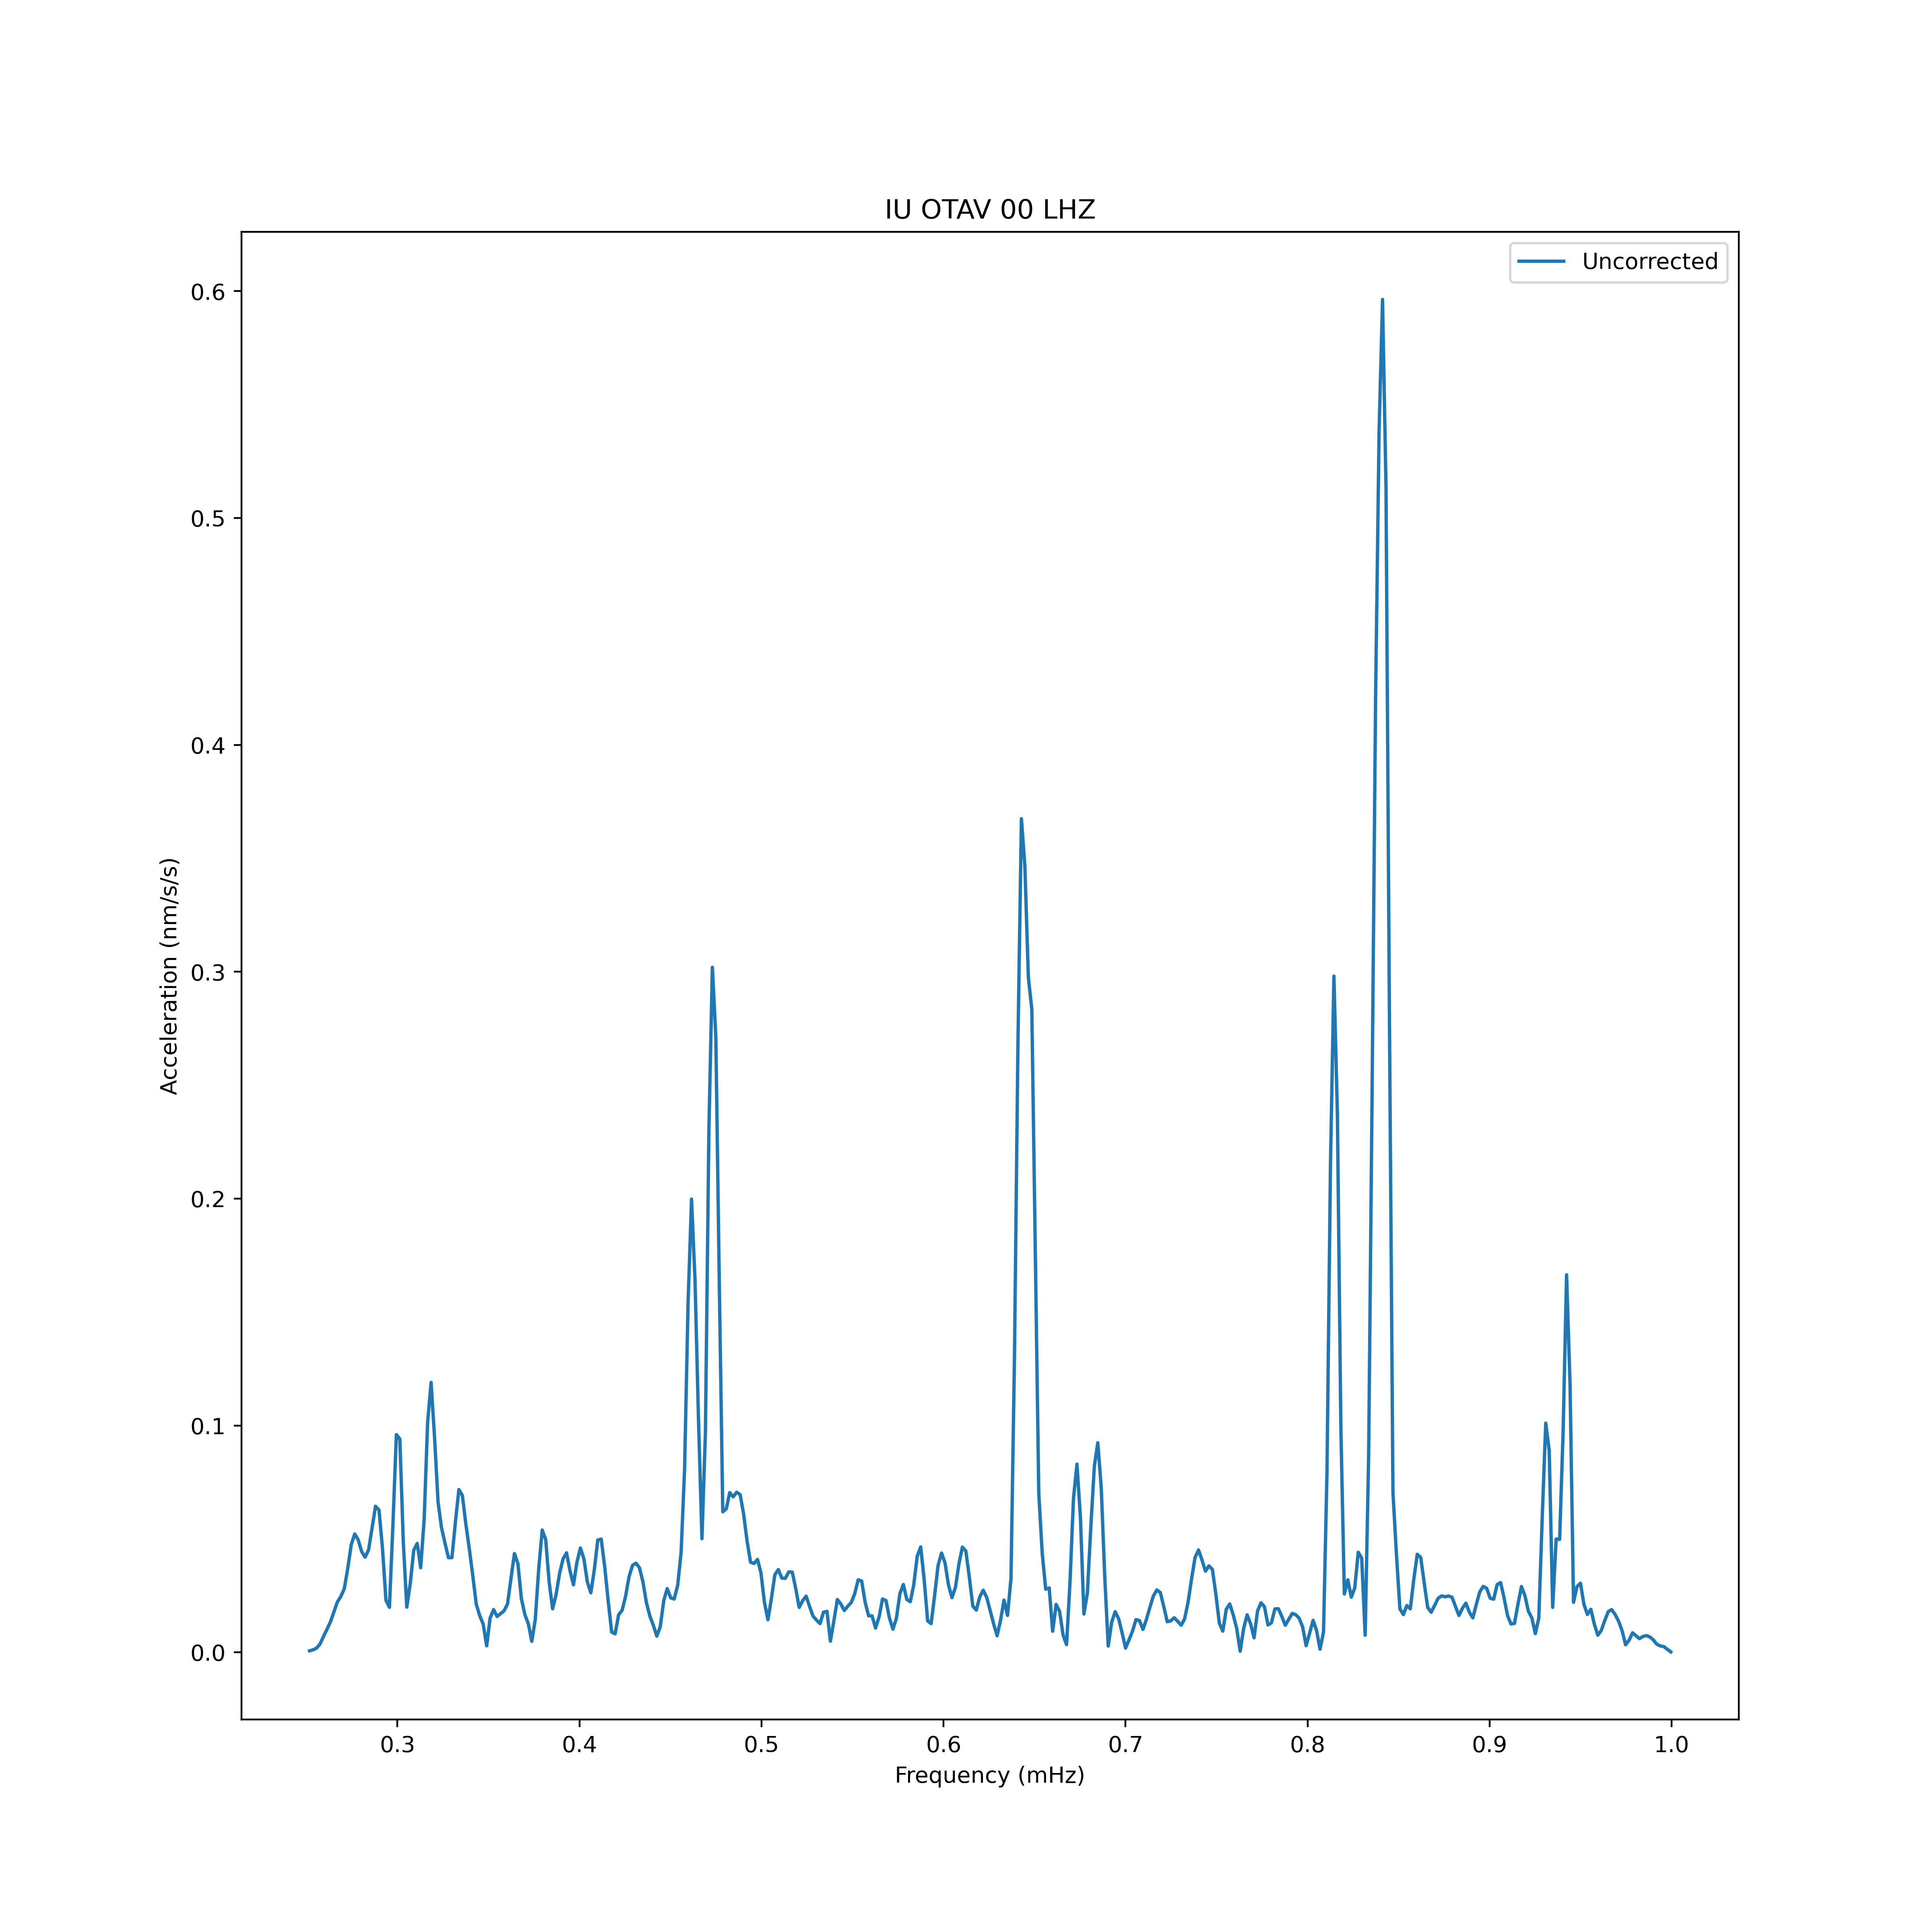 IU OTAV 00 LHZ
Uncorrected
0.6
0.5
0.4
0.3
0.2
0.1
0.0
Acceleration (nm/s/s)
0.3 0.4 0.5 0.6 0.7 0.8 0.9 1.0
Frequency (mHz)